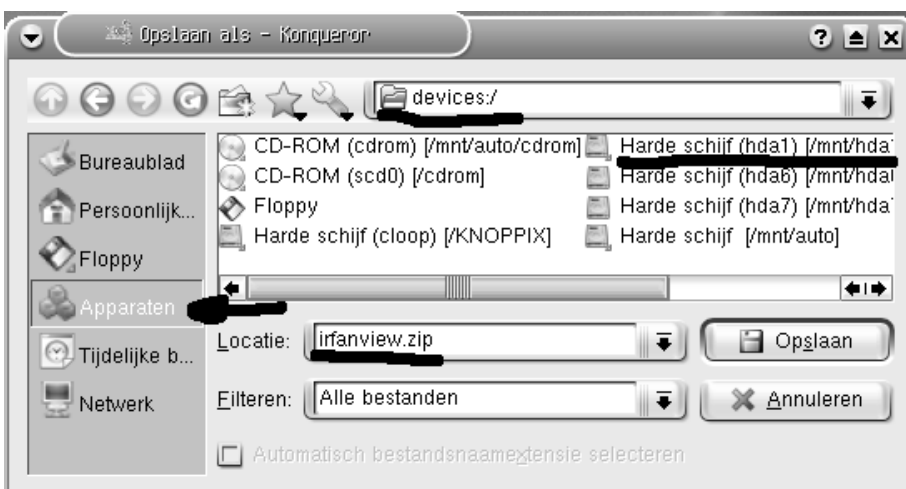 Opslaan als - Konqueror
devices:/
Bureaublad
Persoonlijk...
Floppy
Apparaten
Tijdelijke b...
Netwerk
CD-ROM (cdrom) [/mnt/auto/cdrom]
CD-ROM (scd0) [/cdrom]
Floppy
Harde schijf (cloop) [/KNOPPIX]
Harde schijf (hda1) [/mnt/hda
Harde schijf (hda6) [/mnt/hda
Harde schijf (hda7) [/mnt/hda
Harde schijf [/mnt/auto]
Locatie: irfanview.zip
Opslaan
Filteren: Alle bestanden
Annuleren
Automatisch bestandsnaamextensie selecteren